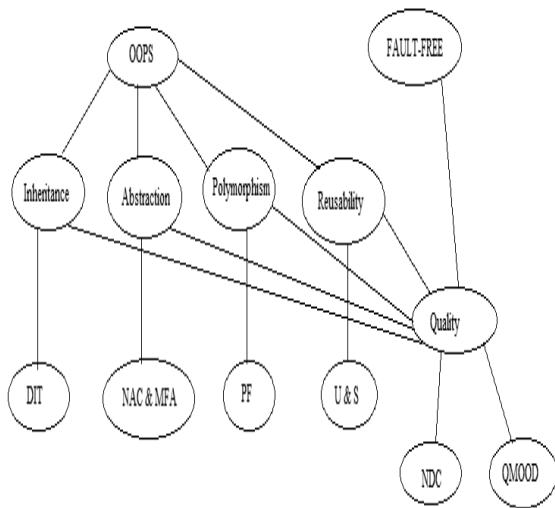 OOPS
FAULT-FREE
Inheritance
Abstraction
Polymorphism
Reusability
Quality
DIT
NAC & MFA
PF
U & S
NDC
QMOOD